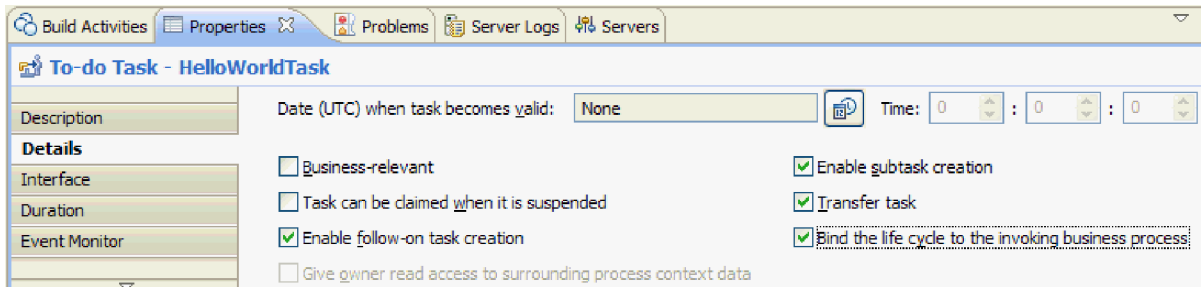 Build Activities Properties Problems Server Logs Servers
To-do Task - HelloWorldTask
Description
Details
Interface
Duration
Event Monitor
Date (UTC) when task becomes valid: None 12 Time: 0 : 0 : 0
Business-relevant Enable subtask creation
Task can be claimed when it is suspended Transfer task
Enable follow-on task creation Bind the life cycle to the invoking business process
Give owner read access to surrounding process context data